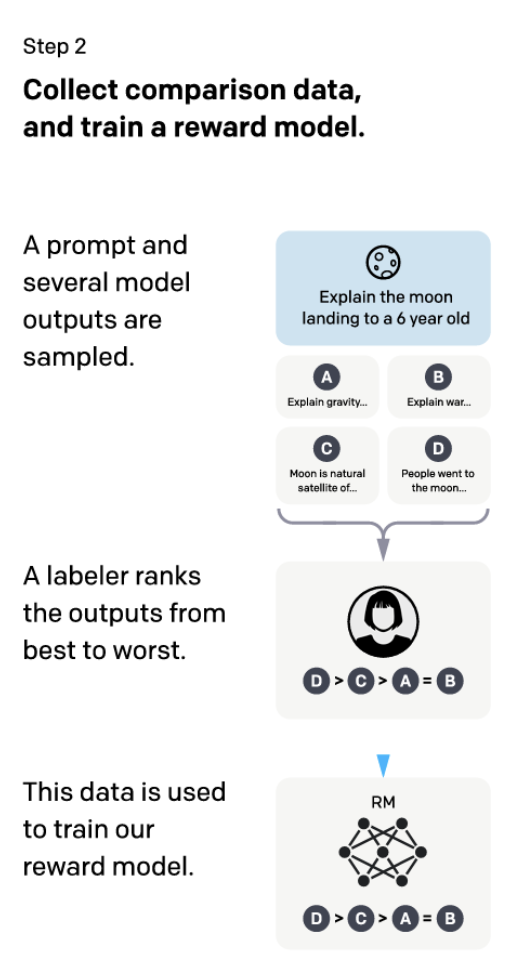 Step 2
Collect comparison data,
and train a reward model.
A prompt and
several model
outputs are
sampled.
Explain the moon
landing to a 6 year old
A
Explain gravity...
B
Explain war...
C
Moon is natural
satellite of...
D
People went to
the moon...
A labeler ranks
the outputs from
best to worst.
D > C > A = B
This data is used
to train our
reward model.
RM
D > C > A = B